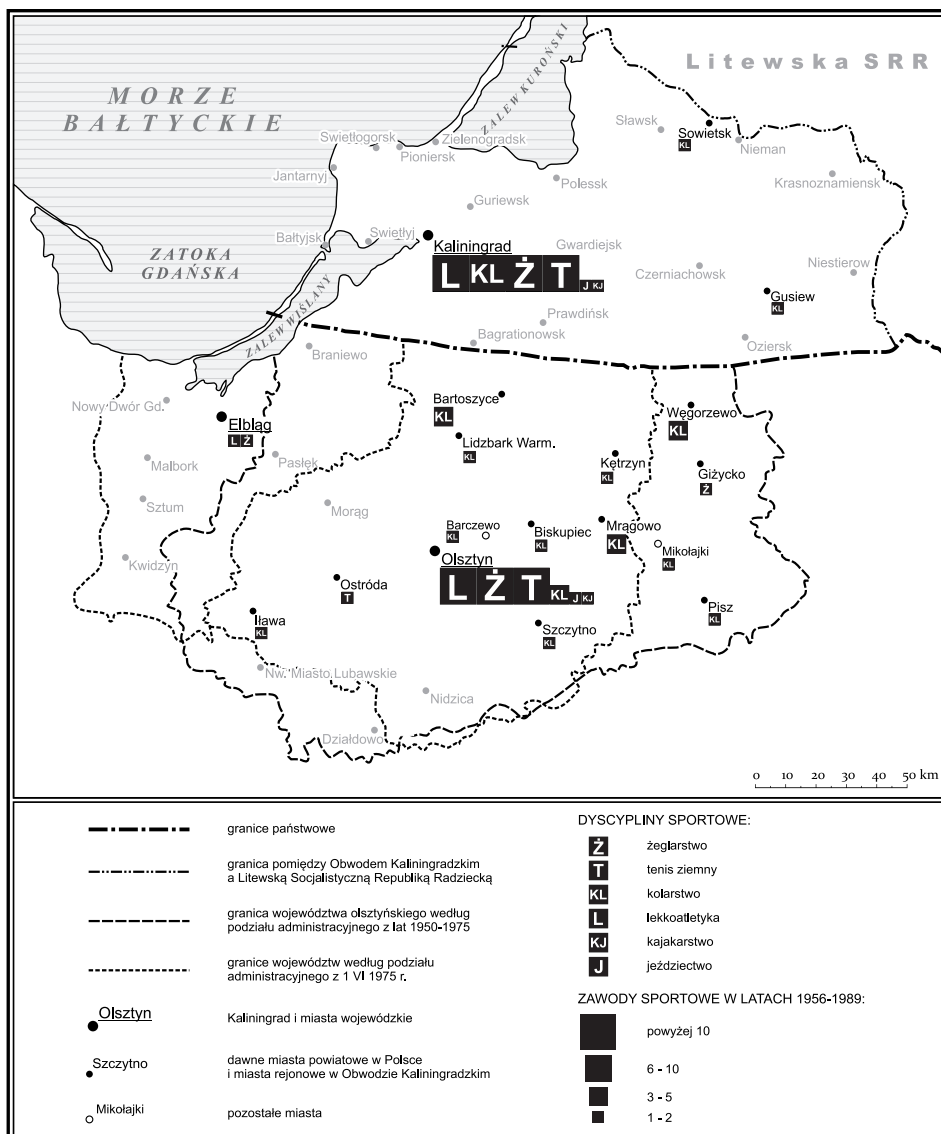 Litewska SRR
MORZE
BAŁTYCKIE
ZALEW KUROŃSKI
Sławsk
Sowietsk
KL
Nieman
Swietłogorsk
Zielenogradsk
Pioniersk
Jantarnyj
Polessk
Krasnoznamiensk
Guriewsk
Bałtyjsk
Swietłyj
Kaliningrad
L KL Ż T J KJ
Gwardiejsk
ZATOKA
GDAŃSKA
Czerniachowsk
Niestierow
Gusiew
KL
ZALEW WIŚLANY
Prawdińsk
Bagrationowsk
Oziersk
Braniewo
Nowy Dwór Gd.
Bartoszyce
KL
Węgorzewo
KL
Elbląg
L Ż
Lidzbark Warm.
KL
Malbork
Pasłęk
Kętrzyn
KL
Giżycko
Ż
Sztum
Morąg
Barczewo
KL
Biskupiec
KL
Mrągowo
KL
Mikołajki
KL
Kwidzyn
Olsztyn
L Ż T KL J KJ
Ostróda
T
Iława
KL
Szczytno
KL
Pisz
KL
Nw. Miasto Lubawskie
Nidzica
Działdowo
0 10 20 30 50 km
granice państwowe
granica pomiędzy Obwodem Kaliningradzkim
a Litewską Socjalistyczną Republiką Radziecką
granica województwa olsztyńskiego według
podziału administracyjnego z lat 1950-1975
granice województw według podziału
administracyjnego z 1 VI 1975 r.
Olsztyn
Kaliningrad i miasta wojewódzkie
Szczytno
dawne miasta powiatowe w Polsce
i miasta rejonowe w Obwodzie Kaliningradzkim
Mikołajki
pozostałe miasta
DYSCYPLINY SPORTOWE:
Ż żeglarstwo
T tenis ziemny
KL kolarstwo
L lekkoatletyka
KJ kajakarstwo
J jeździectwo
ZAWODY SPORTOWE W LATACH 1956-1989:
powyżej 10
6 - 10
3 - 5
1 - 2